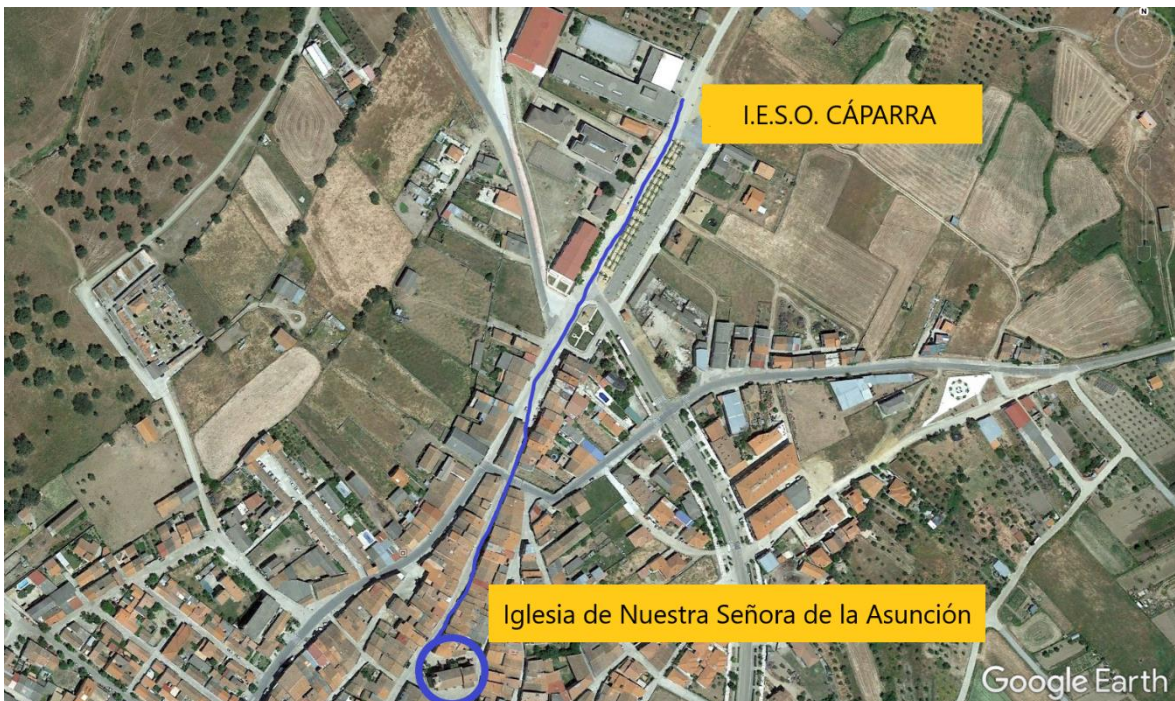 N
I.E.S.O. CÁPARRA
Iglesia de Nuestra Señora de la Asunción
Google Earth